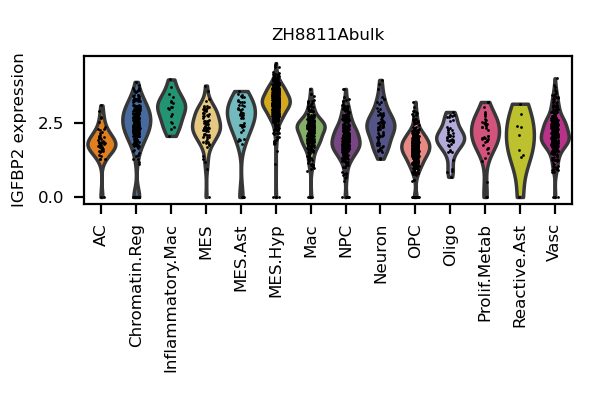 ZH8811Abulk
IGFBP2 expression
2.5
0.0
AC
Chromatin.Reg
Inflammatory.Mac
MES
MES.Ast
MES.Hyp
Mac
NPC
Neuron
OPC
Oligo
Prolif.Metab
Reactive.Ast
Vasc